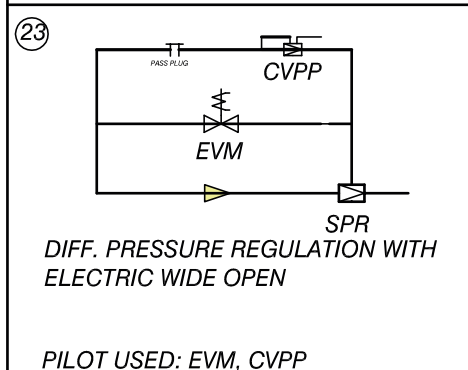 23
PASS PLUG
CVPP
EVM
SPR
DIFF. PRESSURE REGULATION WITH
ELECTRIC WIDE OPEN
PILOT USED: EVM, CVPP